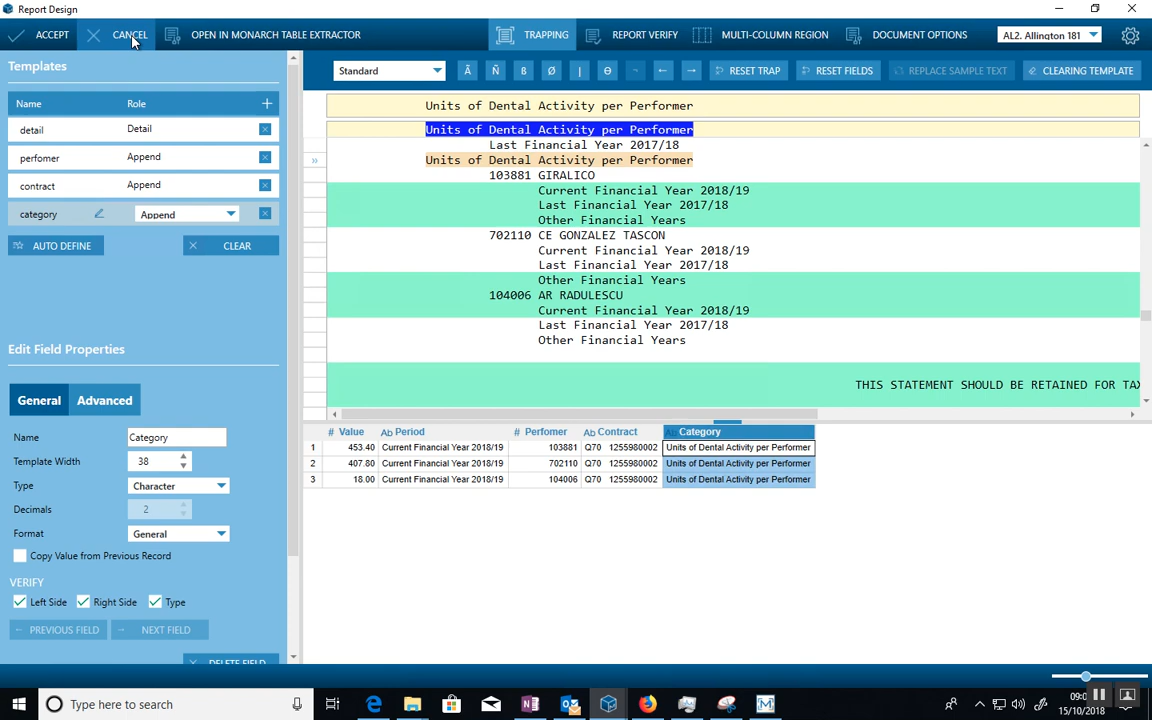 Report Design
ACCEPT CANCEL OPEN IN MONARCH TABLE EXTRACTOR TRAPPING REPORT VERIFY MULTI-COLUMN REGION DOCUMENT OPTIONS AL2. Allington 181
Templates
Name Role
detail Detail
perfomer Append
contract Append
category Append
AUTO DEFINE CLEAR
Edit Field Properties
General Advanced
Name Category
Template Width 38
Type Character
Decimals 2
Format General
Copy Value from Previous Record
VERIFY
Left Side Right Side Type
PREVIOUS FIELD NEXT FIELD
DELETE FIELD
Standard Ã Ñ ß Ø | ɵ ¬ ← → RESET TRAP RESET FIELDS REPLACE SAMPLE TEXT CLEARING TEMPLATE
Units of Dental Activity per Performer
Units of Dental Activity per Performer
Last Financial Year 2017/18
Units of Dental Activity per Performer
103881 GIRALICO
Current Financial Year 2018/19
Last Financial Year 2017/18
Other Financial Years
702110 CE GONZALEZ TASCON
Current Financial Year 2018/19
Last Financial Year 2017/18
Other Financial Years
104006 AR RADULESCU
Current Financial Year 2018/19
Last Financial Year 2017/18
Other Financial Years
THIS STATEMENT SHOULD BE RETAINED FOR TAX
# Value Ab Period # Perfomer Ab Contract Ab Category
1 453.40 Current Financial Year 2018/19 103881 Q70 1255980002 Units of Dental Activity per Performer
2 407.80 Current Financial Year 2018/19 702110 Q70 1255980002 Units of Dental Activity per Performer
3 18.00 Current Financial Year 2018/19 104006 Q70 1255980002 Units of Dental Activity per Performer
Type here to search
09:0
15/10/2018